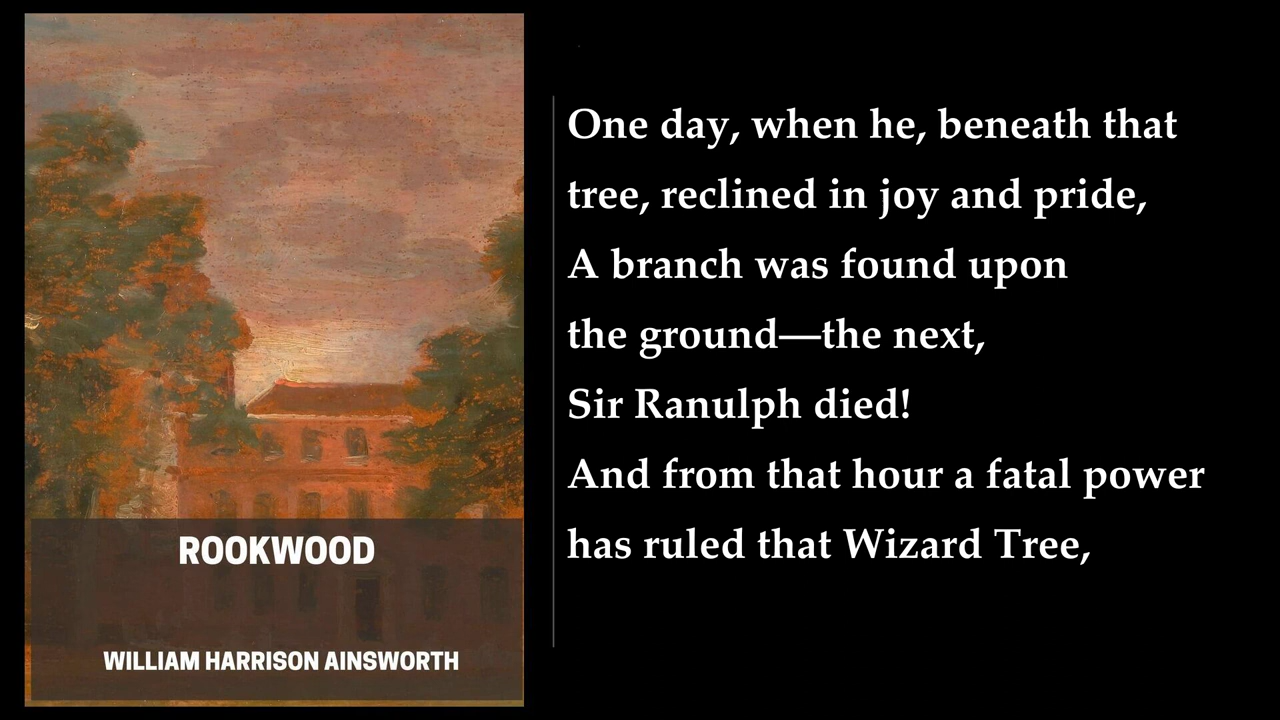 ROOKWOOD
WILLIAM HARRISON AINSWORTH
One day, when he, beneath that
tree, reclined in joy and pride,
A branch was found upon
the ground—the next,
Sir Ranulph died!
And from that hour a fatal power
has ruled that Wizard Tree,